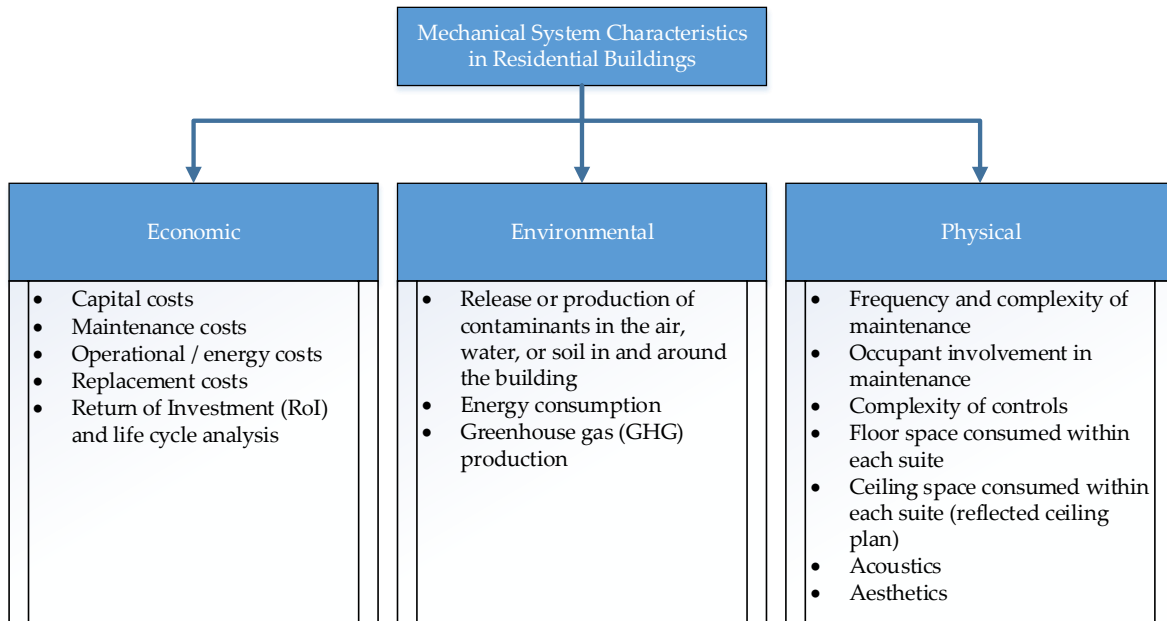 Mechanical System Characteristics
in Residential Buildings
Economic
• Capital costs
• Maintenance costs
• Operational / energy costs
• Replacement costs
• Return of Investment (RoI)
and life cycle analysis
Environmental
• Release or production of
contaminants in the air,
water, or soil in and around
the building
• Energy consumption
• Greenhouse gas (GHG)
production
Physical
• Frequency and complexity of
maintenance
• Occupant involvement in
maintenance
• Complexity of controls
• Floor space consumed within
each suite
• Ceiling space consumed within
each suite (reflected ceiling
plan)
• Acoustics
• Aesthetics